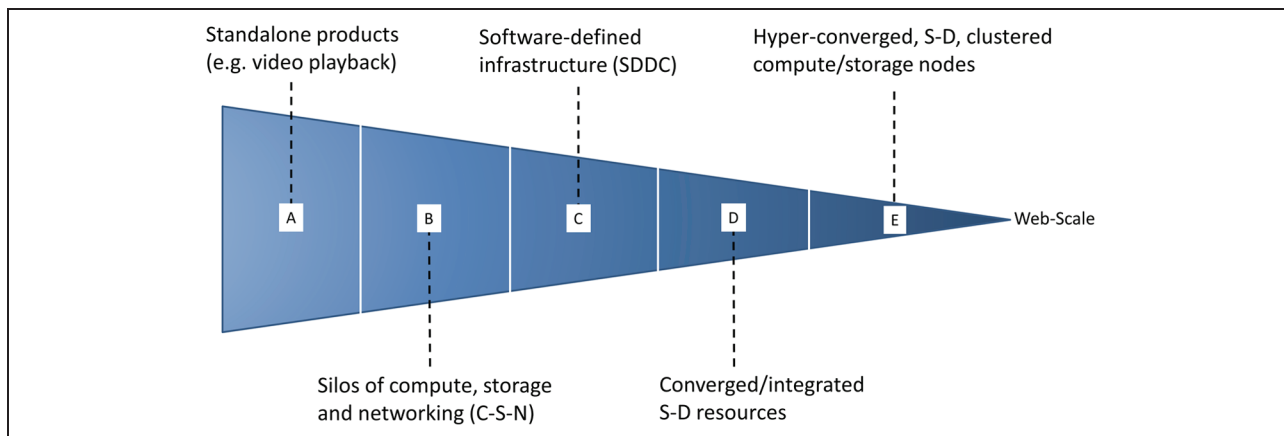 Standalone products
(e.g. video playback)
Software-defined
infrastructure (SDDC)
Hyper-converged, S-D, clustered
compute/storage nodes
A
B
C
D
E
Web-Scale
Silos of compute, storage
and networking (C-S-N)
Converged/integrated
S-D resources